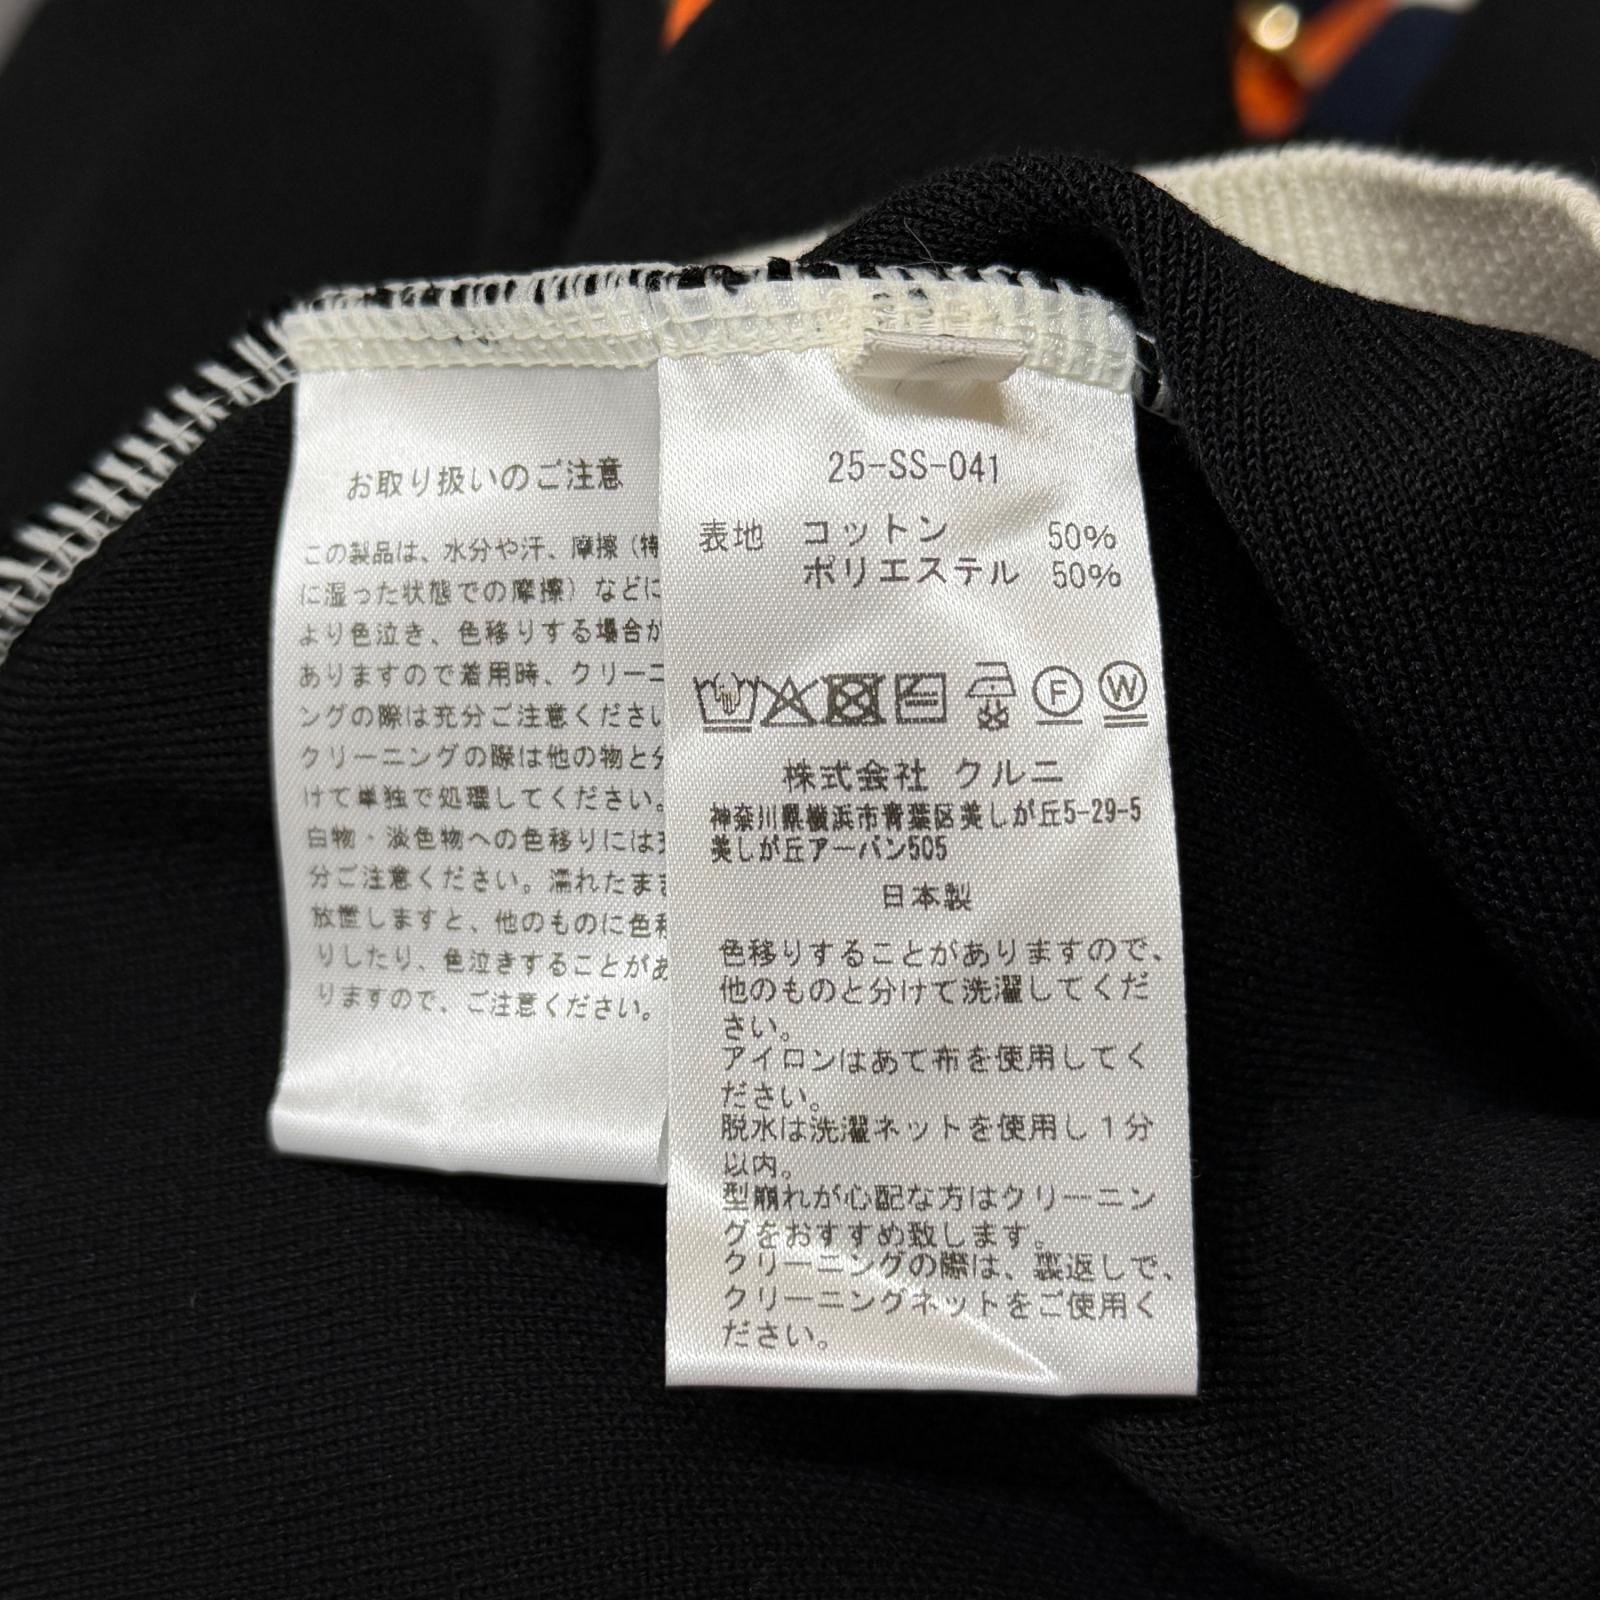 お取り扱いのご注意
この製品は、水分や汗、摩擦（特
に湿った状態での摩擦）などに
より色泣き、色移りする場合が
ありますので着用時、クリーニ
ングの際は充分ご注意ください
クリーニングの際は他の物と分
けて単独で処理してください。
白物・淡色物への色移りには充
分ご注意ください。濡れたまま
放置しますと、他のものに色移
りしたり、色泣きすることがあ
りますので、ご注意ください。
25-SS-041
表地 コットン 50%
ポリエステル 50%
F W
株式会社 クルニ
神奈川県横浜市青葉区美しが丘5-29-5
美しが丘アーバン505
日本製
色移りすることがありますので、
他のものと分けて洗濯してくだ
さい。
アイロンはあて布を使用してく
ださい。
脱水は洗濯ネットを使用し1分
以内。
型崩れが心配な方はクリーニン
グをおすすめ致します。
クリーニングの際は、裏返しで、
クリーニングネットをご使用く
ださい。